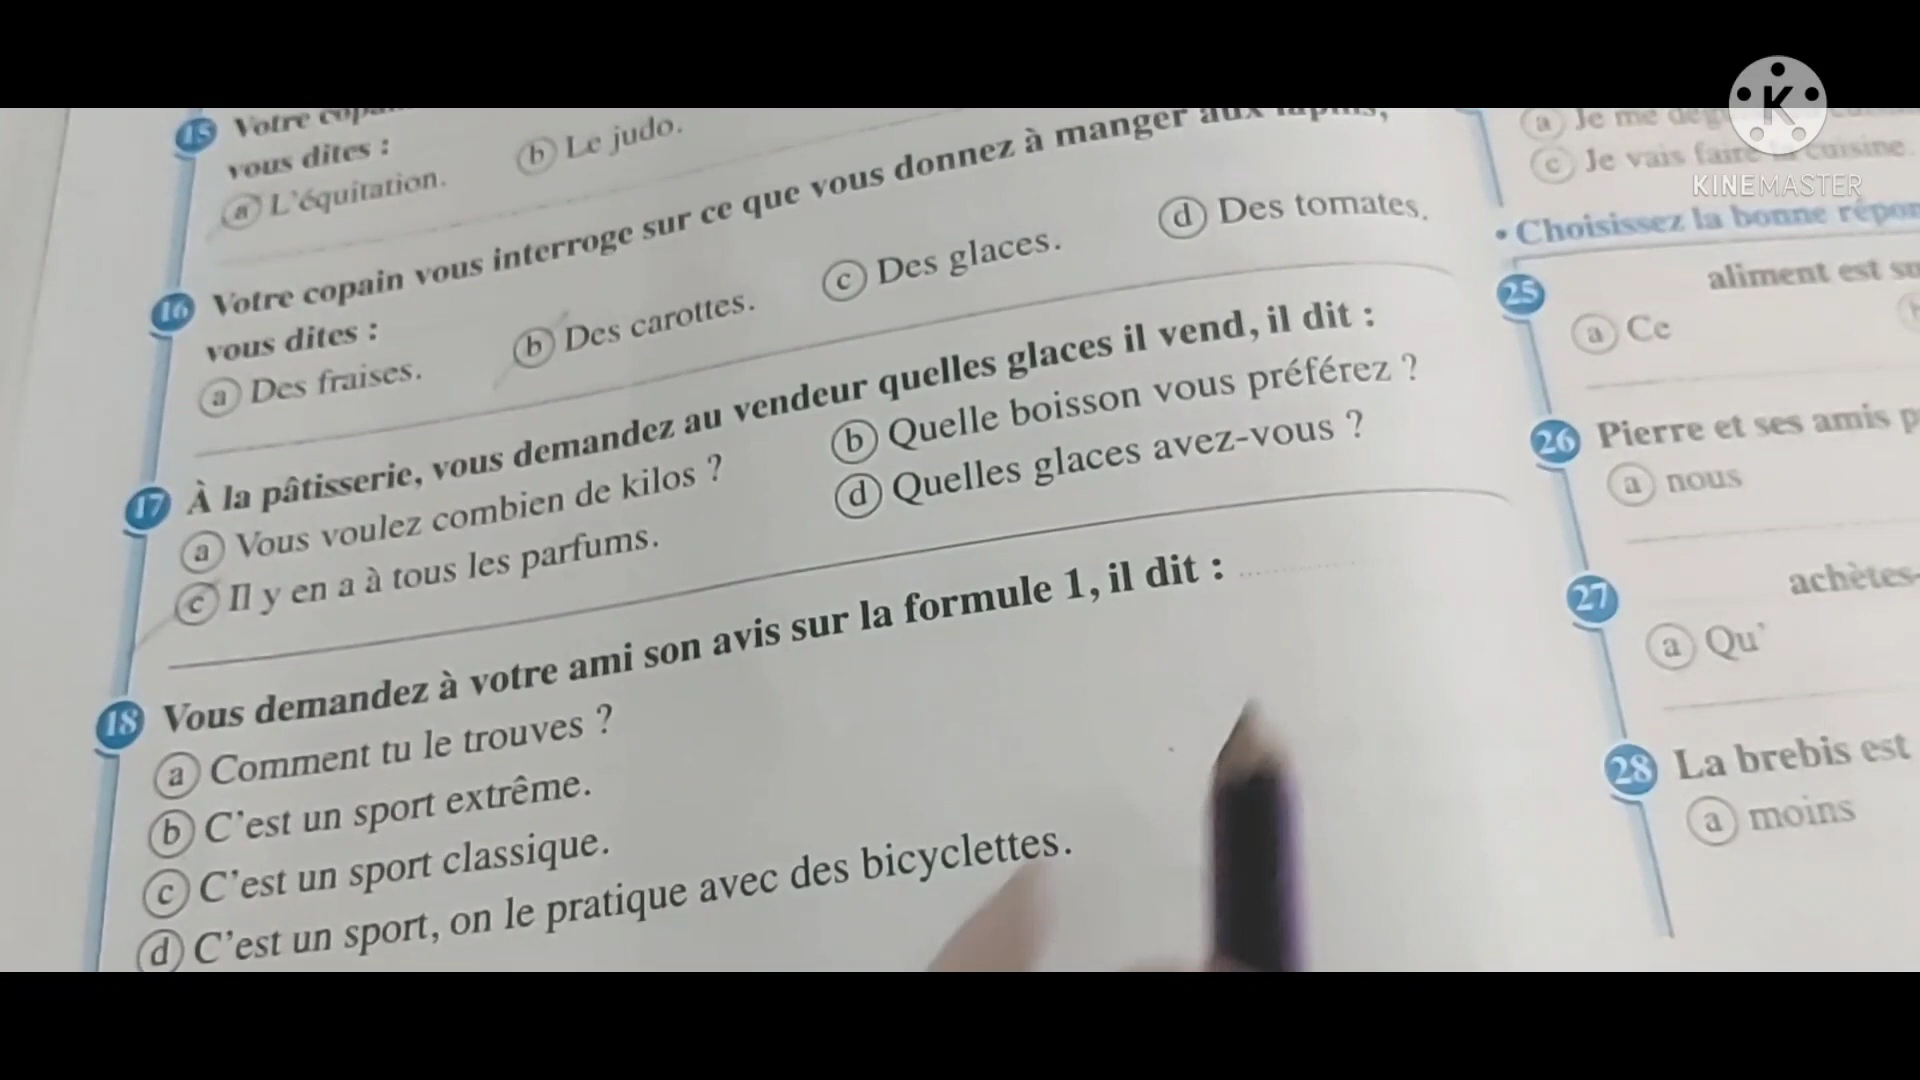 15 Votre
vous dites :
a L'équitation.
b Le judo.
16 Votre copain vous interroge sur ce que vous donnez à manger aux lapins,
vous dites :
a Des fraises.
b Des carottes.
c Des glaces.
d Des tomates.
17 À la pâtisserie, vous demandez au vendeur quelles glaces il vend, il dit :
a Vous voulez combien de kilos ?
b Quelle boisson vous préférez ?
c Il y en a à tous les parfums.
d Quelles glaces avez-vous ?
18 Vous demandez à votre ami son avis sur la formule 1, il dit :
a Comment tu le trouves ?
b C'est un sport extrême.
c C'est un sport classique.
d C'est un sport, on le pratique avec des bicyclettes.
a Je me
c Je vais faire la cuisine.
• Choisissez la bonne
25 aliment est
a Ce
26 Pierre et ses amis
a nous
27 achètes-
a Qu'
28 La brebis est
a moins
K
KINEMASTER